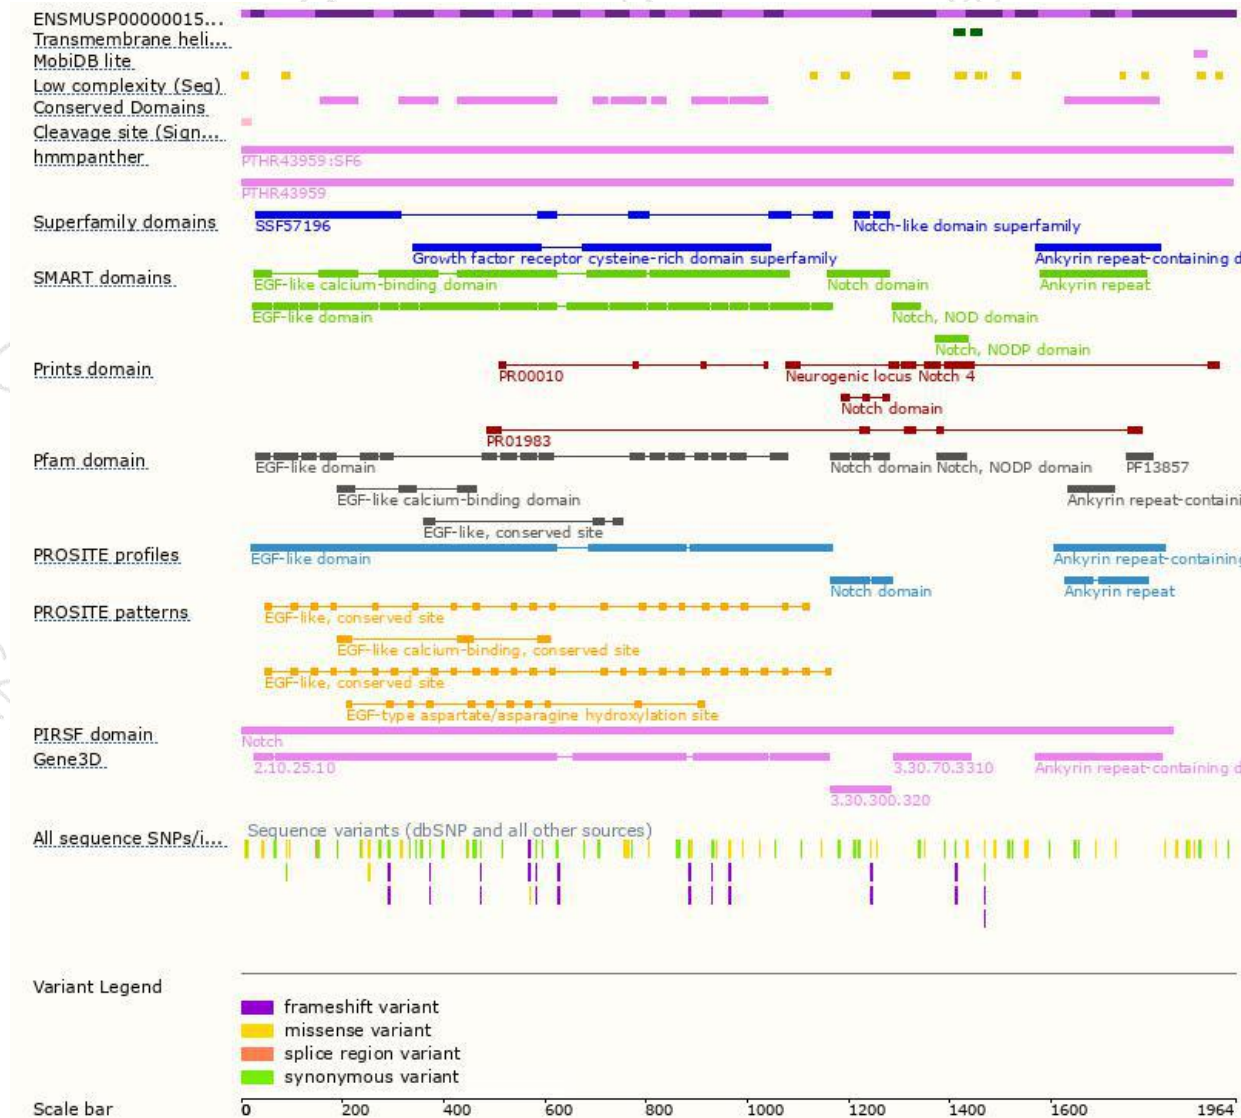 ENSMUSP00000015...
Transmembrane heli...
MobiDB lite
Low complexity (Seg)
Conserved Domains
Cleavage site (Sign...
hmmpanther
PTHR43959:SF6
PTHR43959
Superfamily domains
SSF57196 Notch-like domain superfamily
Growth factor receptor cysteine-rich domain superfamily Ankyrin repeat-containing d
SMART domains
EGF-like calcium-binding domain Notch domain Ankyrin repeat
EGF-like domain Notch, NOD domain
Notch, NODP domain
Prints domain
PR00010 Neurogenic locus Notch 4
Notch domain
PR01983
Pfam domain
EGF-like domain Notch domain Notch, NODP domain PF13857
EGF-like calcium-binding domain Ankyrin repeat-containi
EGF-like, conserved site
PROSITE profiles
EGF-like domain Ankyrin repeat-containing
Notch domain Ankyrin repeat
PROSITE patterns
EGF-like, conserved site
EGF-like calcium-binding, conserved site
EGF-like, conserved site
EGF-type aspartate/asparagine hydroxylation site
PIRSF domain
Notch
Gene3D
2.10.25.10 3.30.70.3310 Ankyrin repeat-containing d
3.30.300.320
All sequence SNPs/i...
Sequence variants (dbSNP and all other sources)
Variant Legend
frameshift variant
missense variant
splice region variant
synonymous variant
Scale bar 0 200 400 600 800 1000 1200 1400 1600 1964